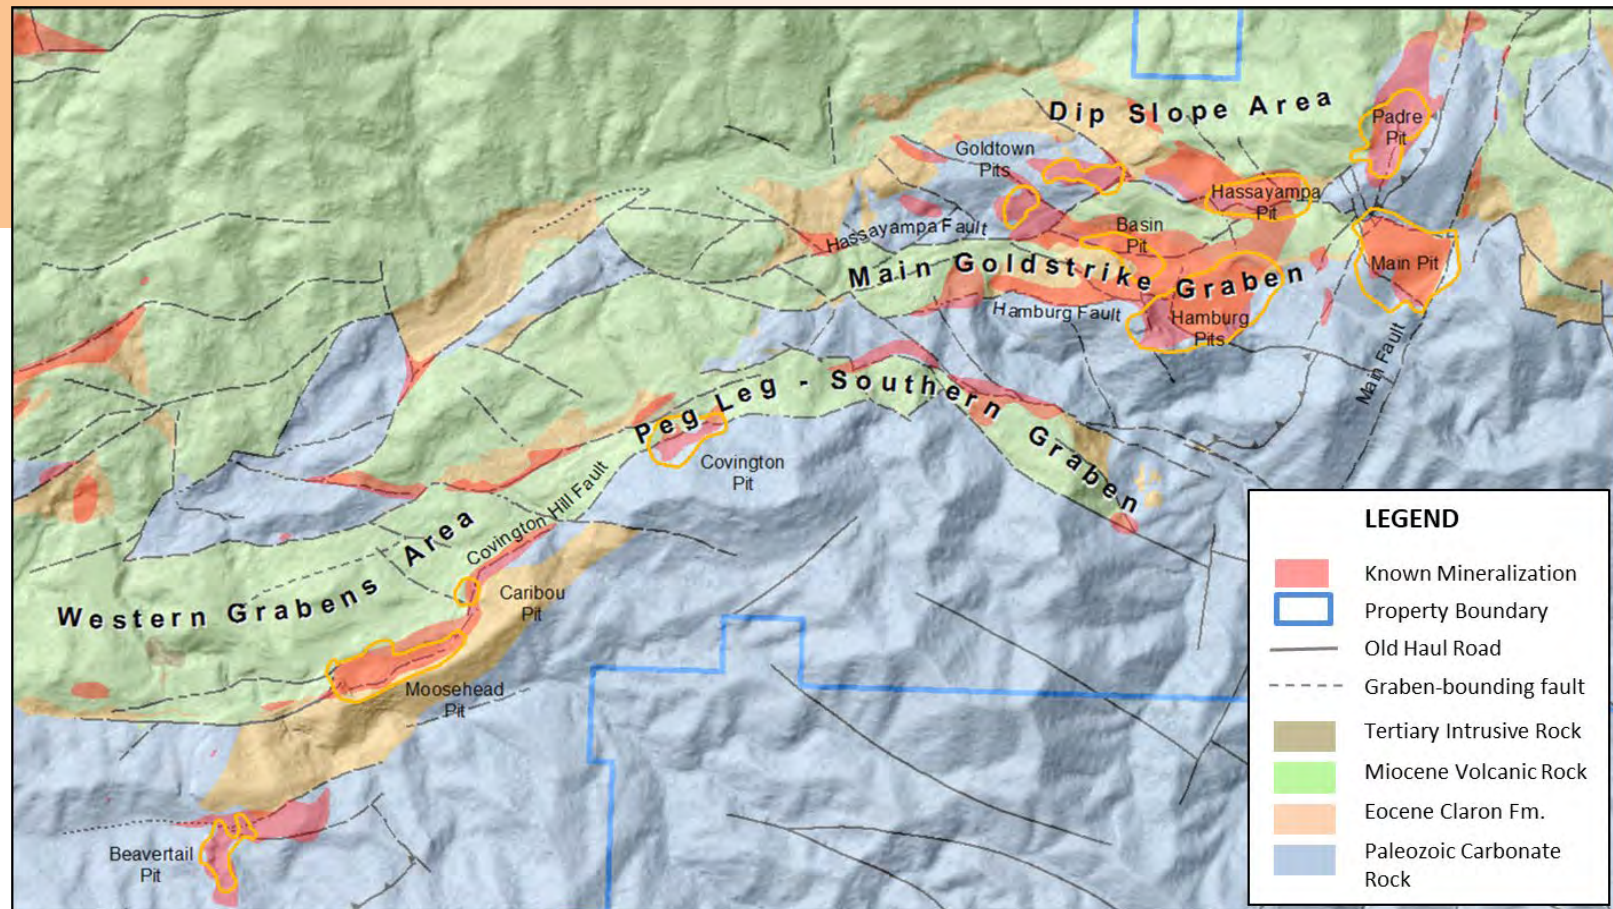 Dip Slope Area
Padre
Pit
Goldtown
Pits
Hassayampa
Pit
Basin
Pit
Hassayampa Fault
Main Goldstrike Graben
Main Pit
Hamburg Fault
Hamburg
Pits
Main Fault
Peg Leg - Southern Graben
Covington
Pit
Covington Hill Fault
Western Grabens Area
Caribou
Pit
Moosehead
Pit
Beavertail
Pit
LEGEND
Known Mineralization
Property Boundary
Old Haul Road
Graben-bounding fault
Tertiary Intrusive Rock
Miocene Volcanic Rock
Eocene Claron Fm.
Paleozoic Carbonate
Rock